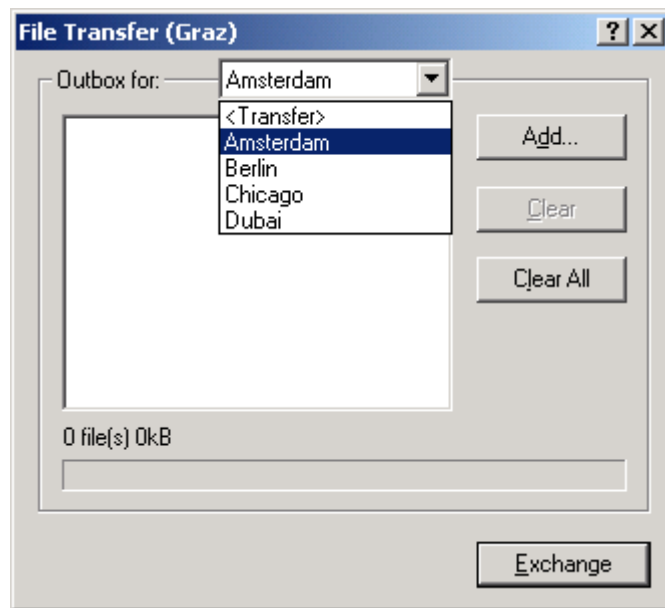 File Transfer (Graz)
Outbox for: Amsterdam
<Transfer>
Amsterdam
Berlin
Chicago
Dubai
Add...
Clear
Clear All
0 file(s) 0kB
Exchange